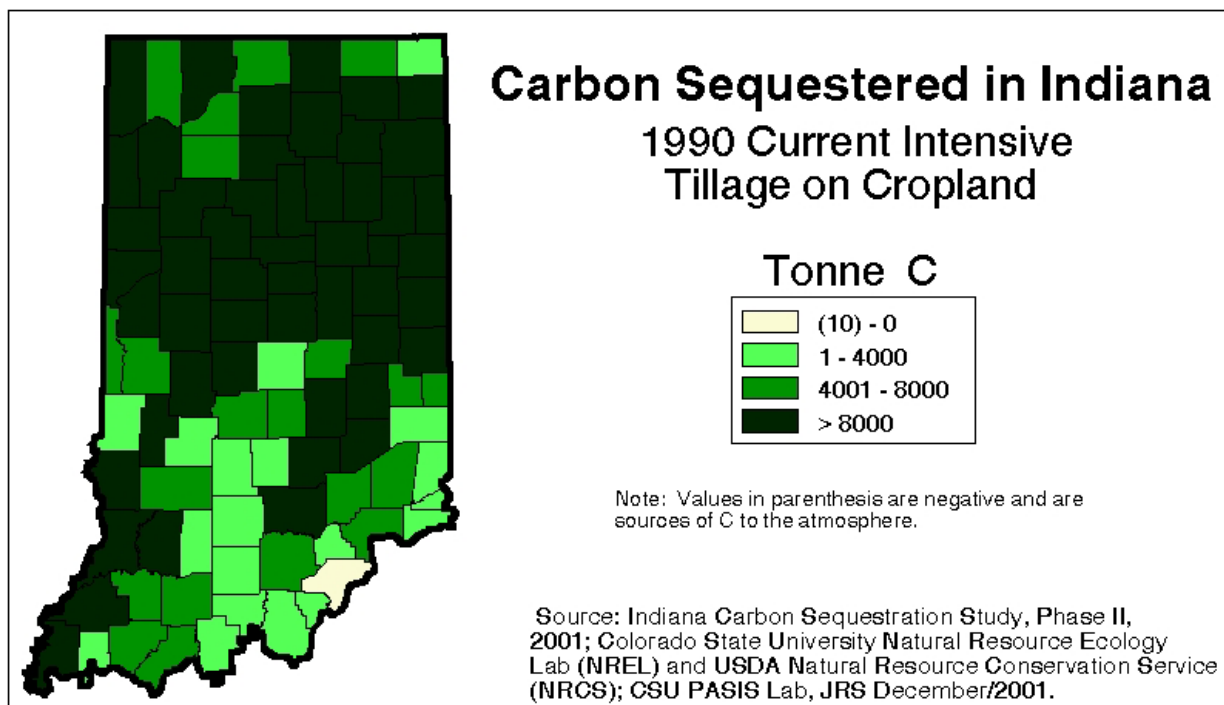 Carbon Sequestered in Indiana
1990 Current Intensive
Tillage on Cropland
Tonne C
(10) - 0
1 - 4000
4001 - 8000
> 8000
Note: Values in parenthesis are negative and are
sources of C to the atmosphere.
Source: Indiana Carbon Sequestration Study, Phase II,
2001; Colorado State University Natural Resource Ecology
Lab (NREL) and USDA Natural Resource Conservation Service
(NRCS); CSU PASIS Lab, JRS December/2001.